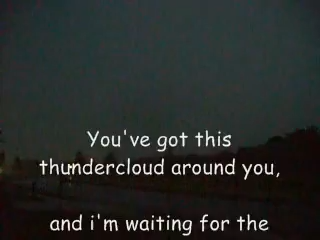 You've got this
thundercloud around you,
and i'm waiting for the